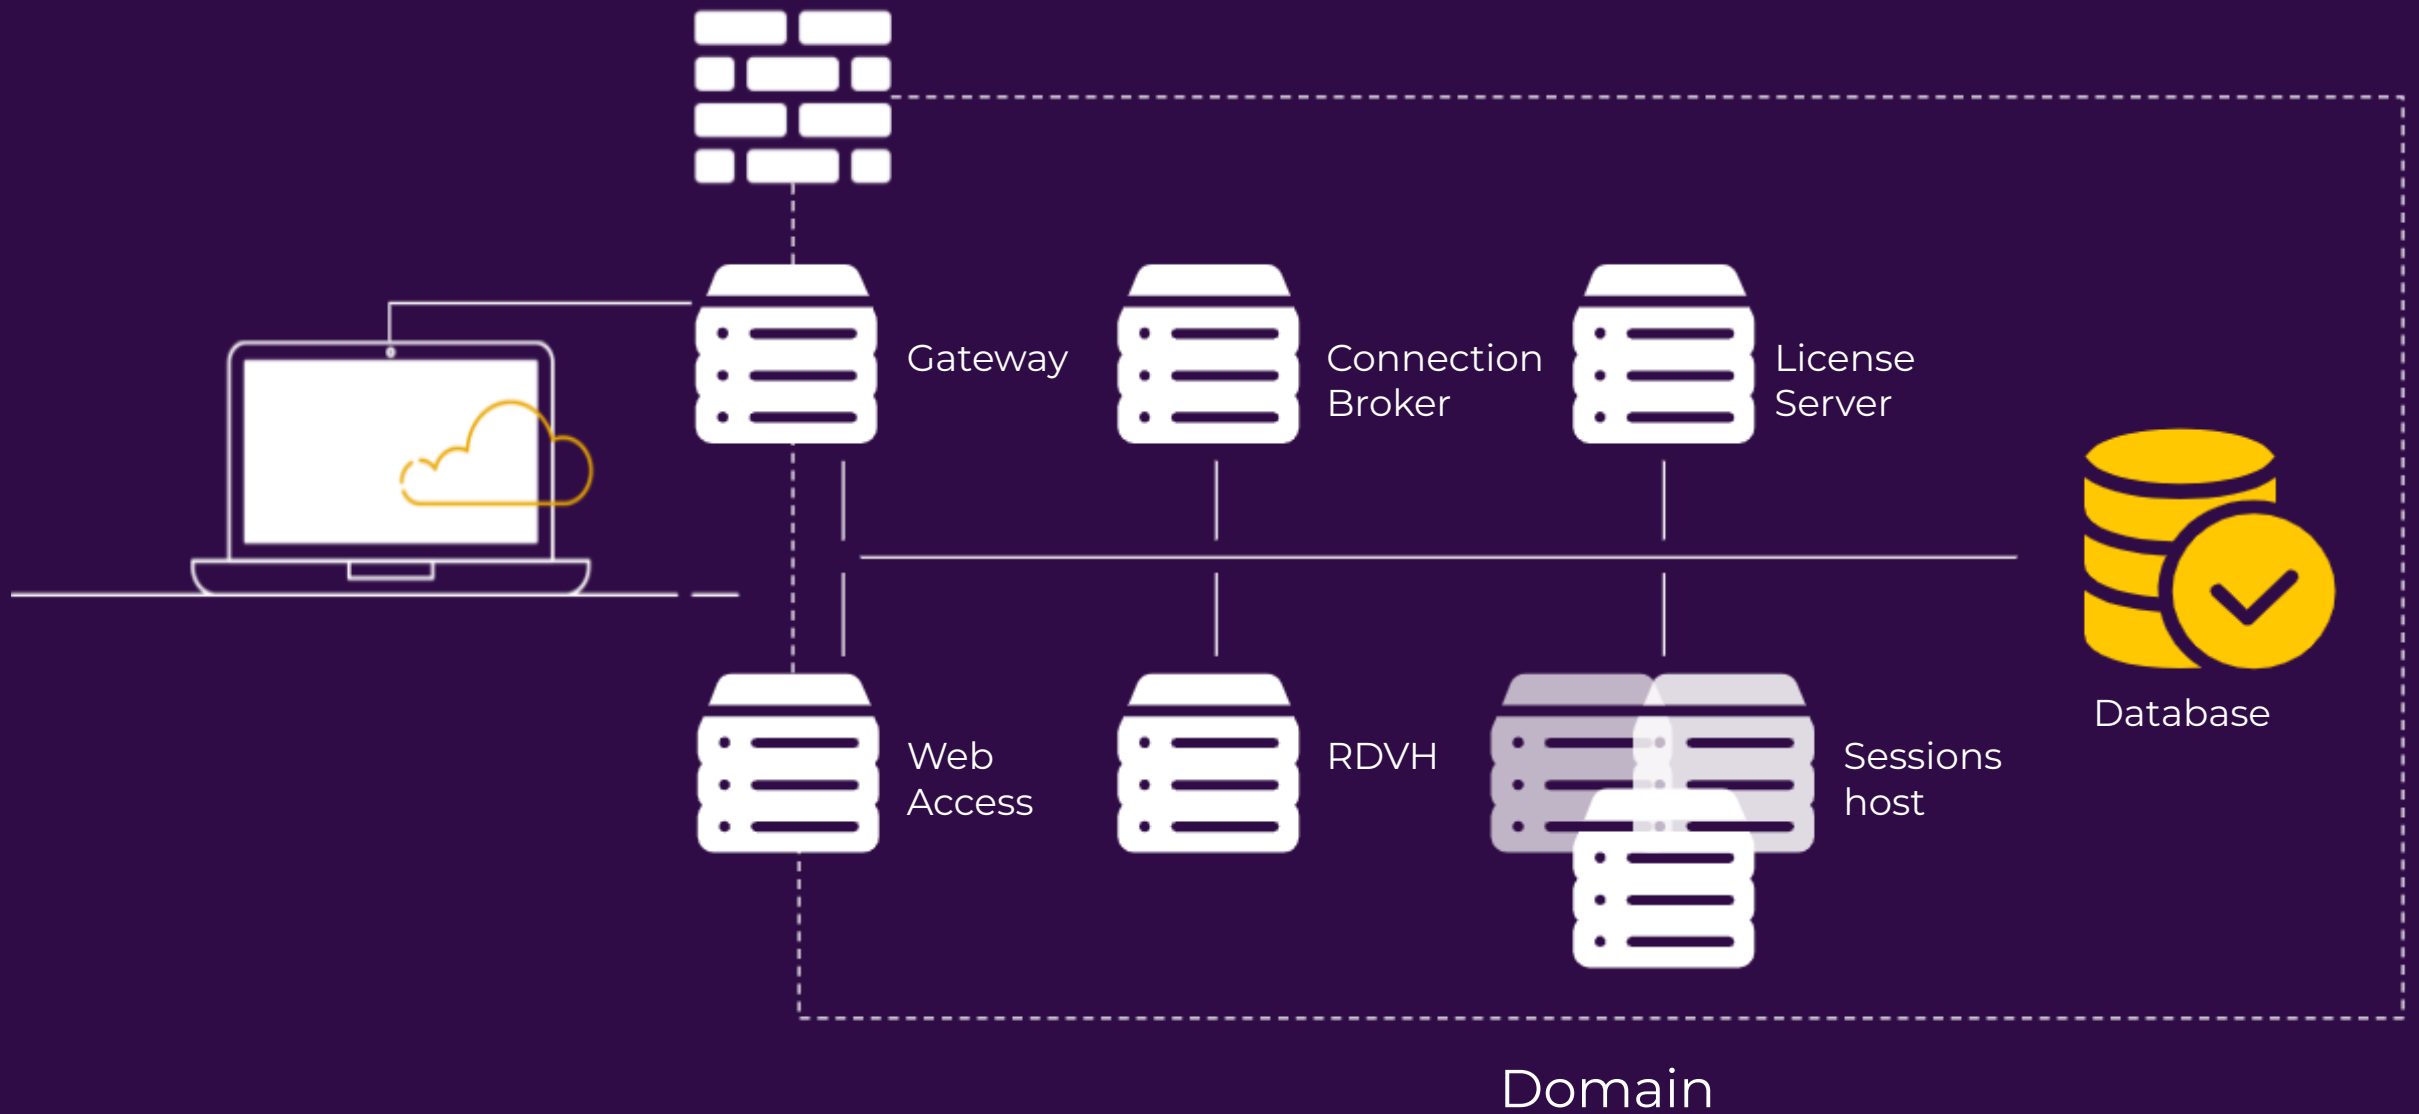 Gateway
Connection
Broker
License
Server
Database
Web
Access
RDVH
Sessions
host
Domain